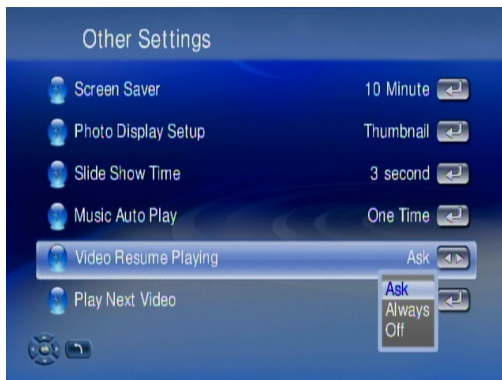 Other Settings
Screen Saver 10 Minute
Photo Display Setup Thumbnail
Slide Show Time 3 second
Music Auto Play One Time
Video Resume Playing Ask
Ask
Always
Off
Play Next Video